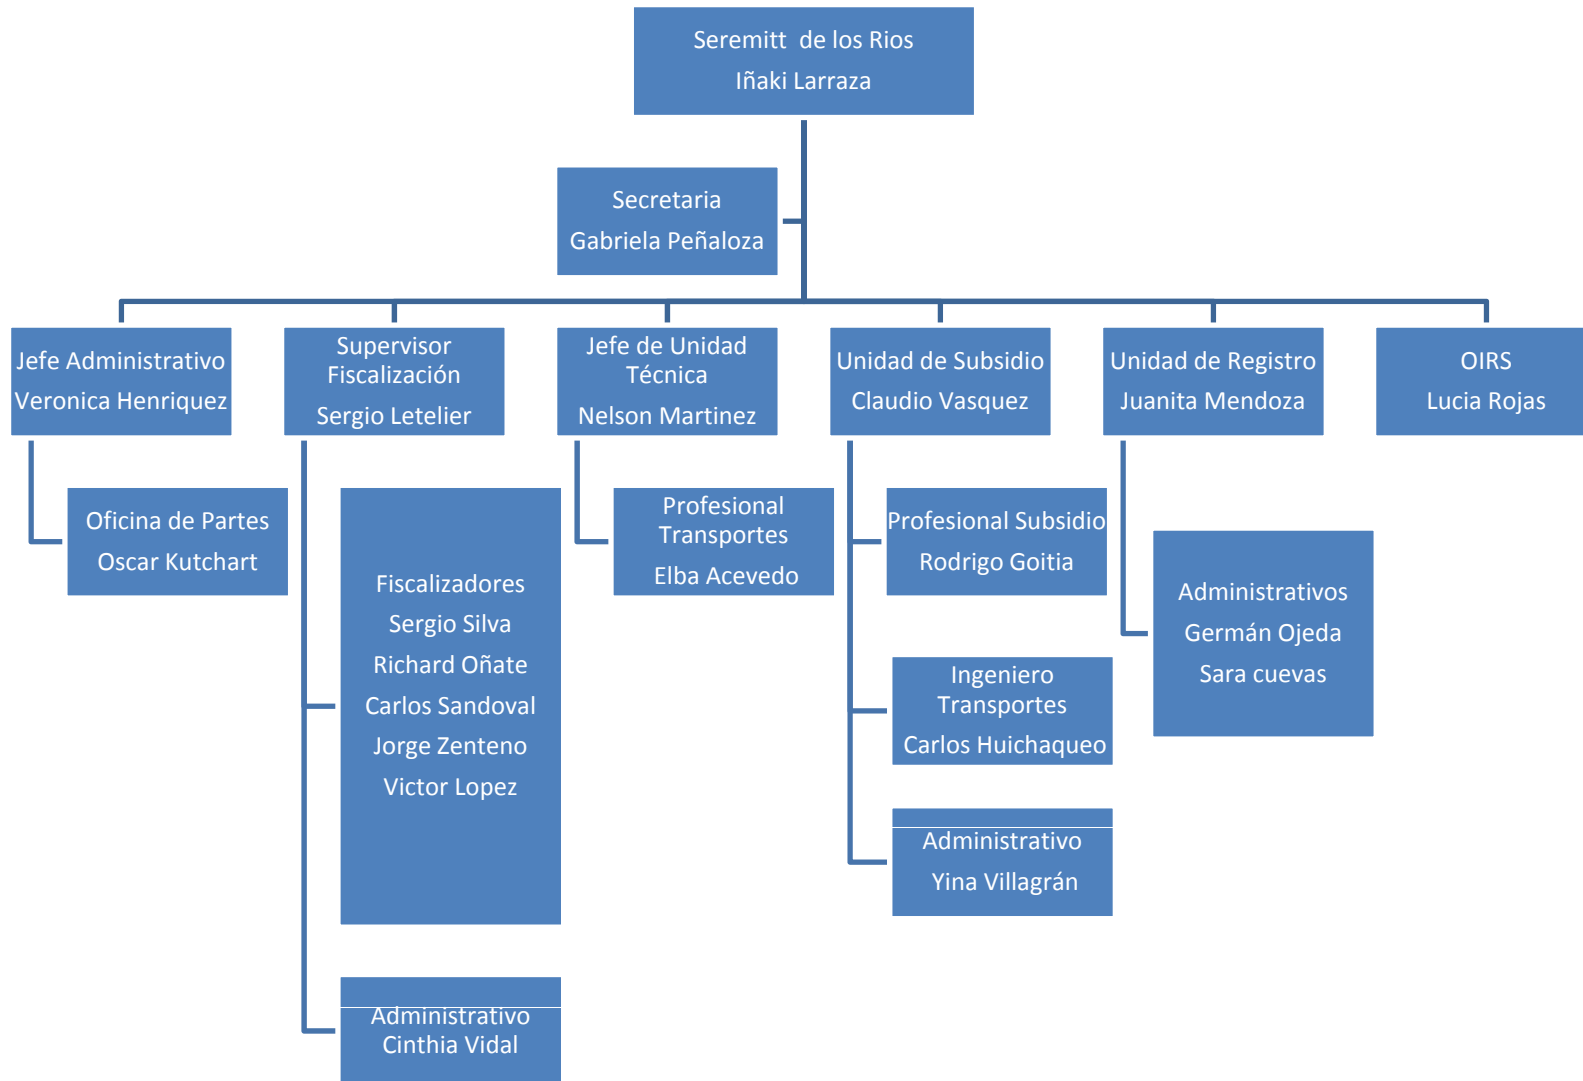 Seremitt  de los Rios
Iñaki Larraza
Secretaria
Gabriela Peñaloza
Jefe Administrativo
Veronica Henriquez
Supervisor
Fiscalización
Sergio Letelier
Jefe de Unidad
Técnica
Nelson Martinez
Unidad de Subsidio
Claudio Vasquez
Unidad de Registro
Juanita Mendoza
OIRS
Lucia Rojas
Oficina de Partes
Oscar Kutchart
Fiscalizadores
Sergio Silva
Richard Oñate
Carlos Sandoval
Jorge Zenteno
Victor Lopez
Administrativo
Cinthia Vidal
Profesional
Transportes
Elba Acevedo
Profesional Subsidio
Rodrigo Goitia
Ingeniero
Transportes
Carlos Huichaqueo
Administrativo
Yina Villagrán
Administrativos
Germán Ojeda
Sara cuevas